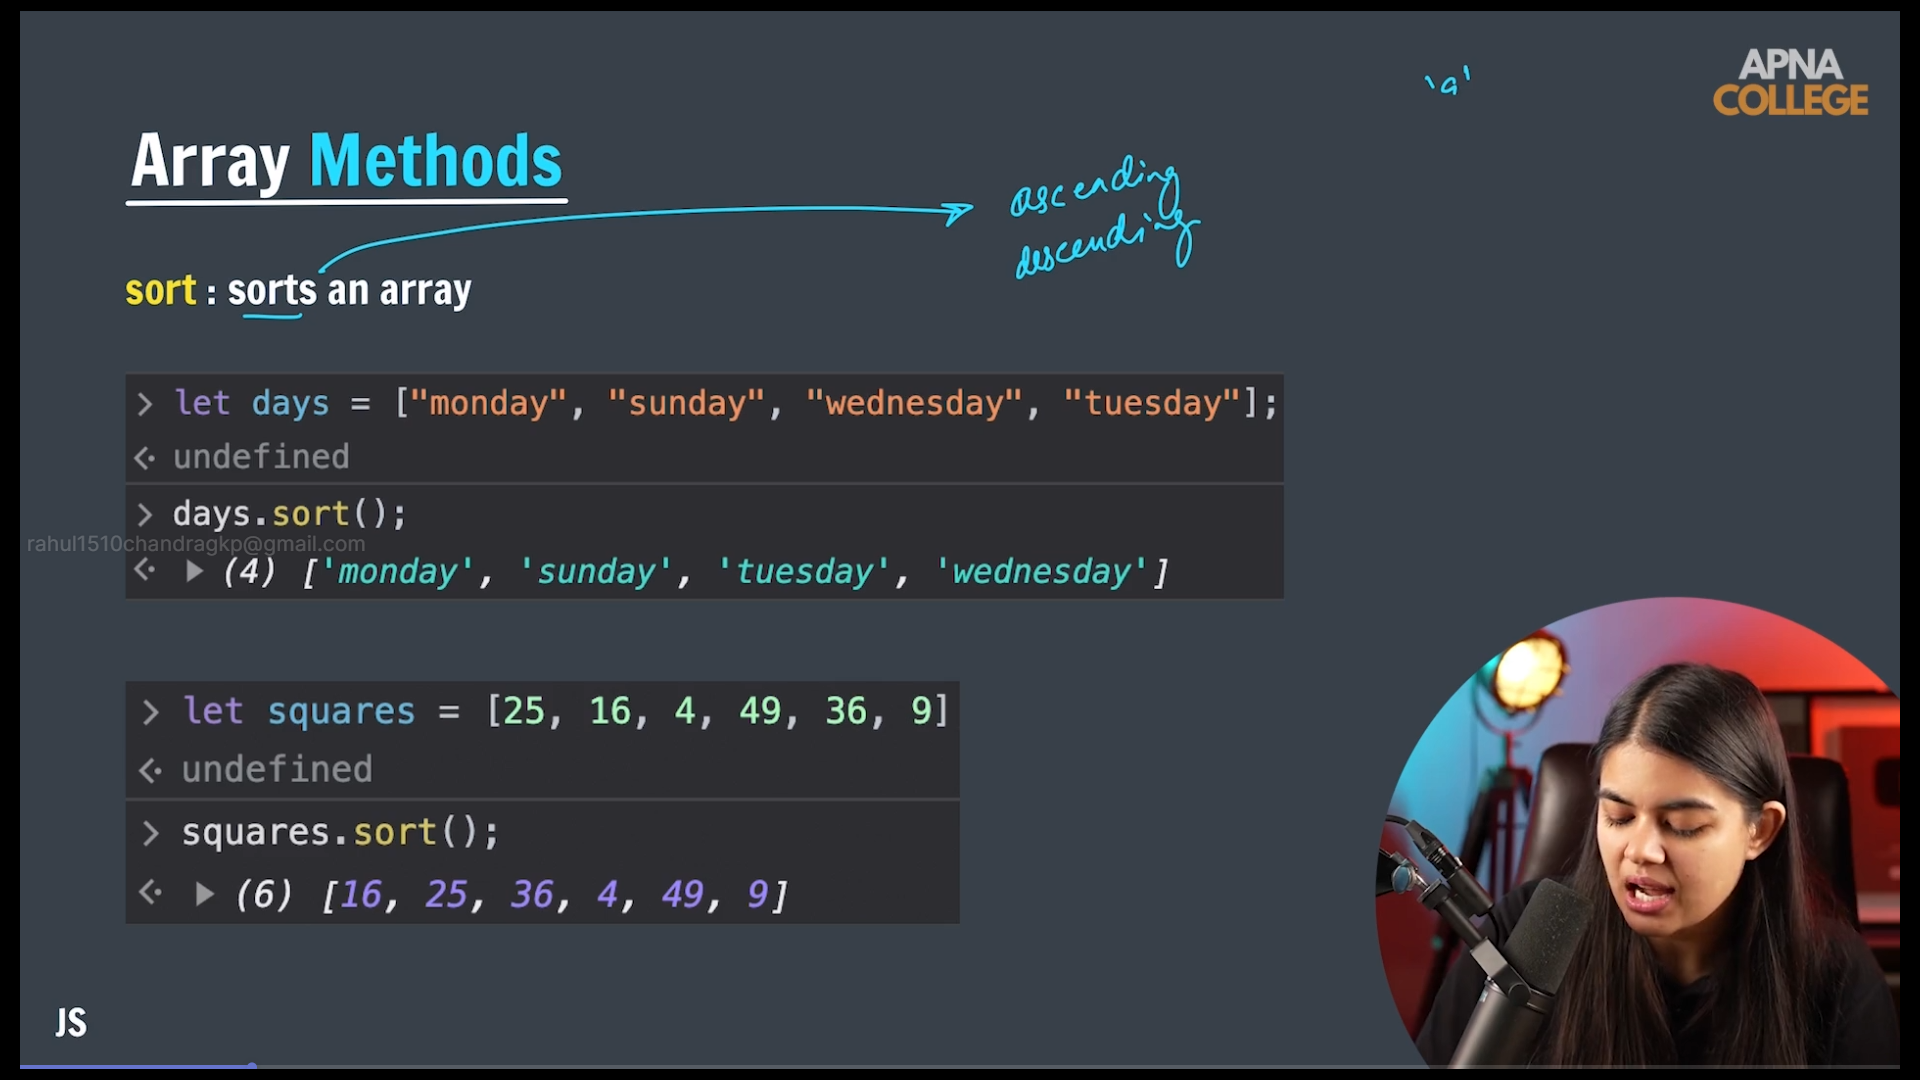 'a'
APNA
COLLEGE
Array Methods
ascending
descending
sort : sorts an array
> let days = ["monday", "sunday", "wednesday", "tuesday"];
undefined
> days.sort();
rahul1510chandragkp@gmail.com
(4) ['monday', 'sunday', 'tuesday', 'wednesday']
> let squares = [25, 16, 4, 49, 36, 9]
undefined
> squares.sort();
(6) [16, 25, 36, 4, 49, 9]
JS